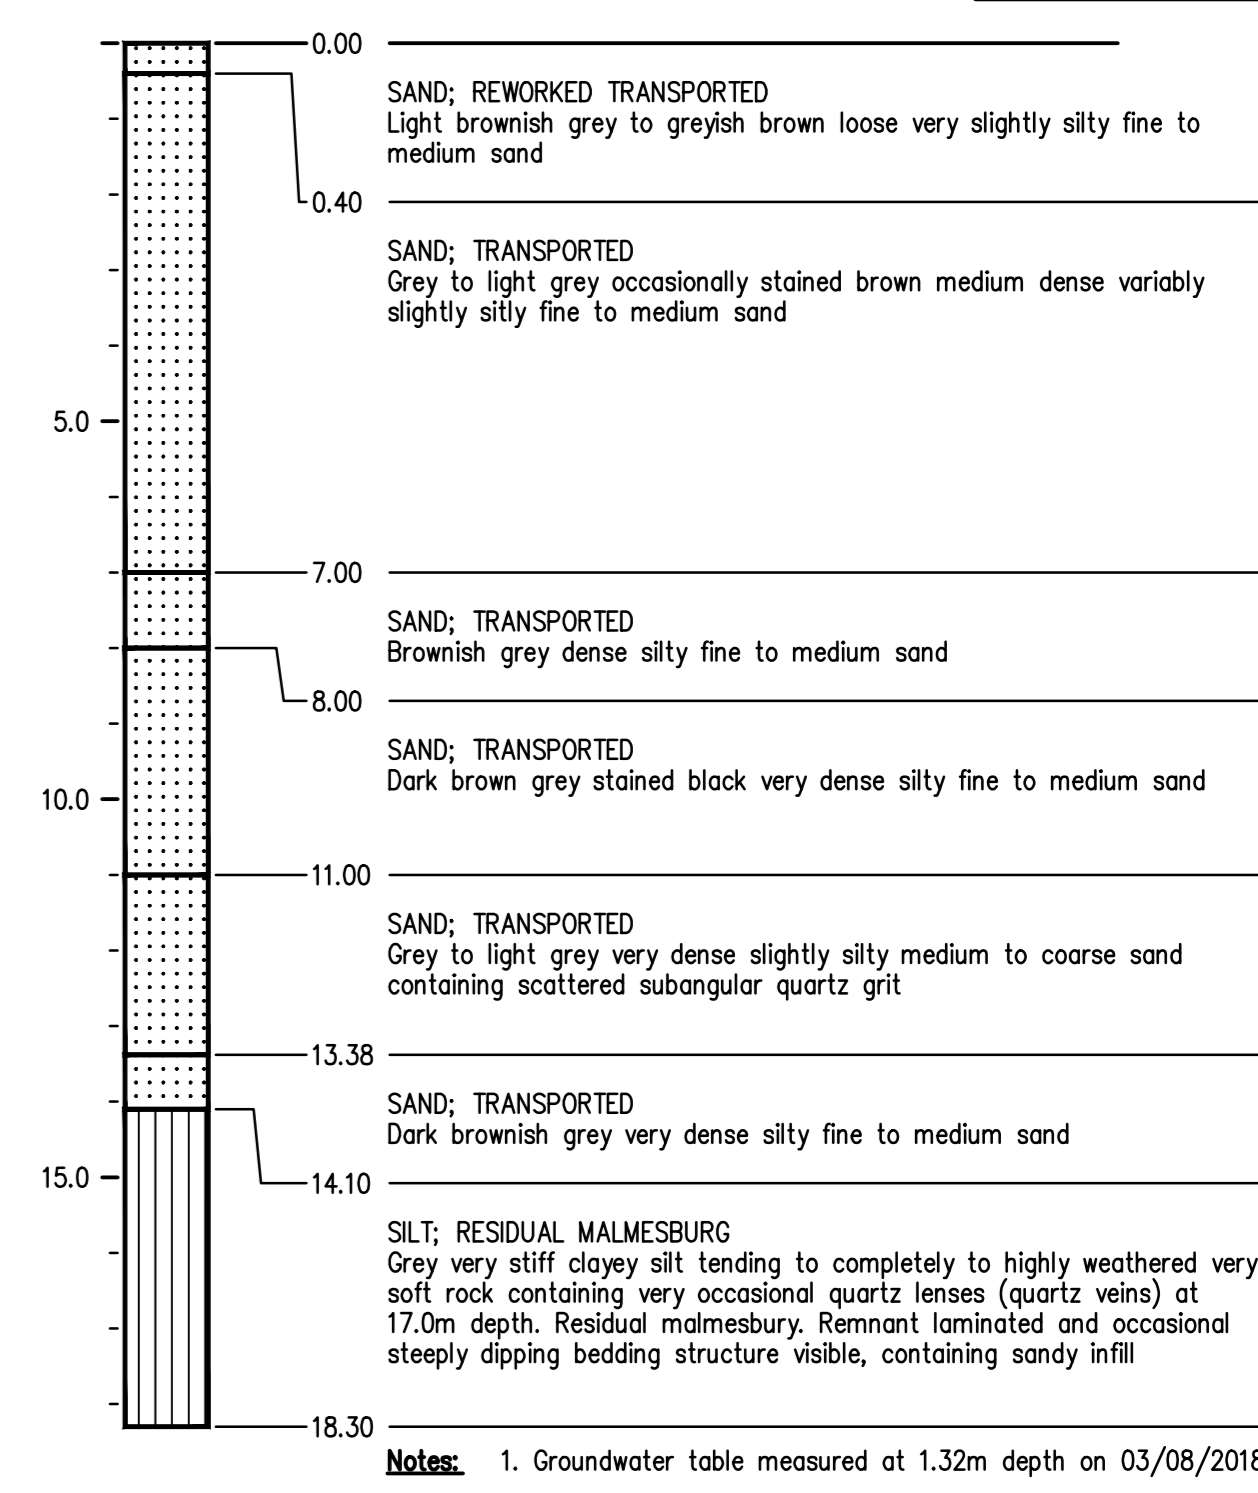 0.00
SAND; REWORKED TRANSPORTED
Light brownish grey to greyish brown loose very slightly silty fine to
medium sand
0.40
SAND; TRANSPORTED
Grey to light grey occasionally stained brown medium dense variably
slightly sitly fine to medium sand
5.0
7.00
SAND; TRANSPORTED
Brownish grey dense silty fine to medium sand
8.00
SAND; TRANSPORTED
Dark brown grey stained black very dense silty fine to medium sand
10.0
11.00
SAND; TRANSPORTED
Grey to light grey very dense slightly silty medium to coarse sand
containing scattered subangular quartz grit
13.38
SAND; TRANSPORTED
Dark brownish grey very dense silty fine to medium sand
15.0
14.10
SILT; RESIDUAL MALMESBURG
Grey very stiff clayey silt tending to completely to highly weathered very
soft rock containing very occasional quartz lenses (quartz veins) at
17.0m depth. Residual malmesbury. Remnant laminated and occasional
steeply dipping bedding structure visible, containing sandy infill
18.30
Notes: 1. Groundwater table measured at 1.32m depth on 03/08/2018